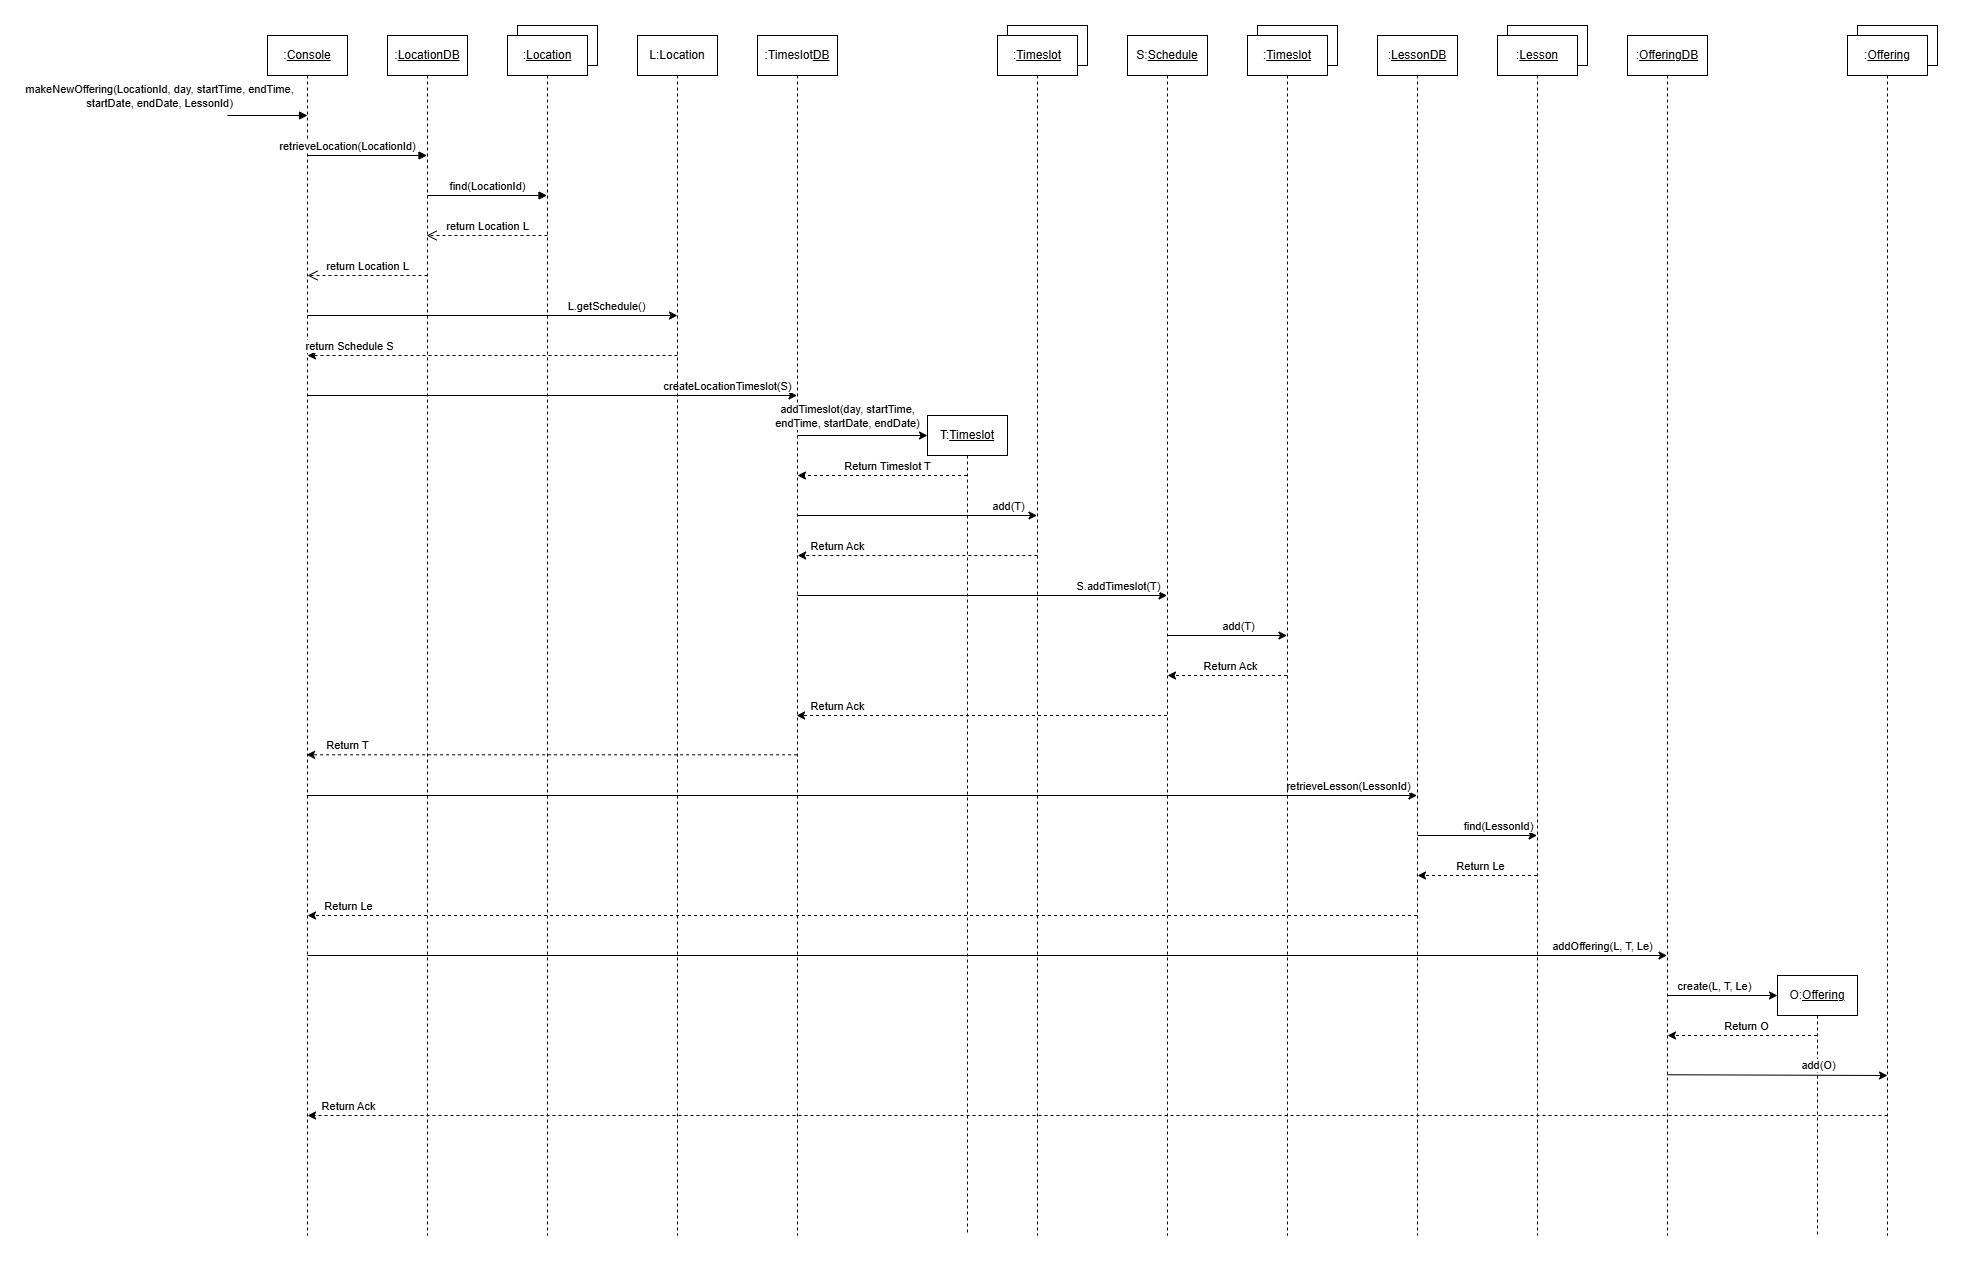 :Console
:LocationDB
:Location
L:Location
:TimeslotDB
:Timeslot
S:Schedule
:Timeslot
:LessonDB
:Lesson
:OfferingDB
:Offering
makeNewOffering(LocationId, day, startTime, endTime,
startDate, endDate, LessonId)
retrieveLocation(LocationId)
find(LocationId)
return Location L
return Location L
L.getSchedule()
return Schedule S
createLocationTimeslot(S)
addTimeslot(day, startTime,
endTime, startDate, endDate)
T:Timeslot
Return Timeslot T
add(T)
Return Ack
S.addTimeslot(T)
add(T)
Return Ack
Return Ack
Return T
retrieveLesson(LessonId)
find(LessonId)
Return Le
Return Le
addOffering(L, T, Le)
create(L, T, Le)
O:Offering
Return O
add(O)
Return Ack